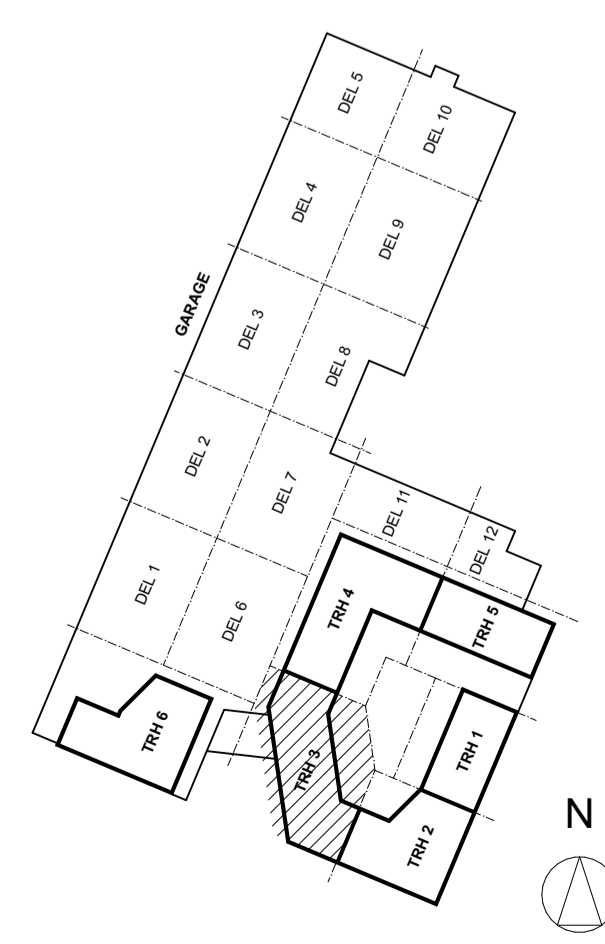 DEL 5
DEL 10
DEL 4
DEL 9
GARAGE
DEL 3
DEL 8
DEL 2
DEL 7
DEL 11
DEL 12
DEL 1
DEL 6
TRH 4
TRH 5
TRH 6
TRH 3
TRH 1
TRH 2
N